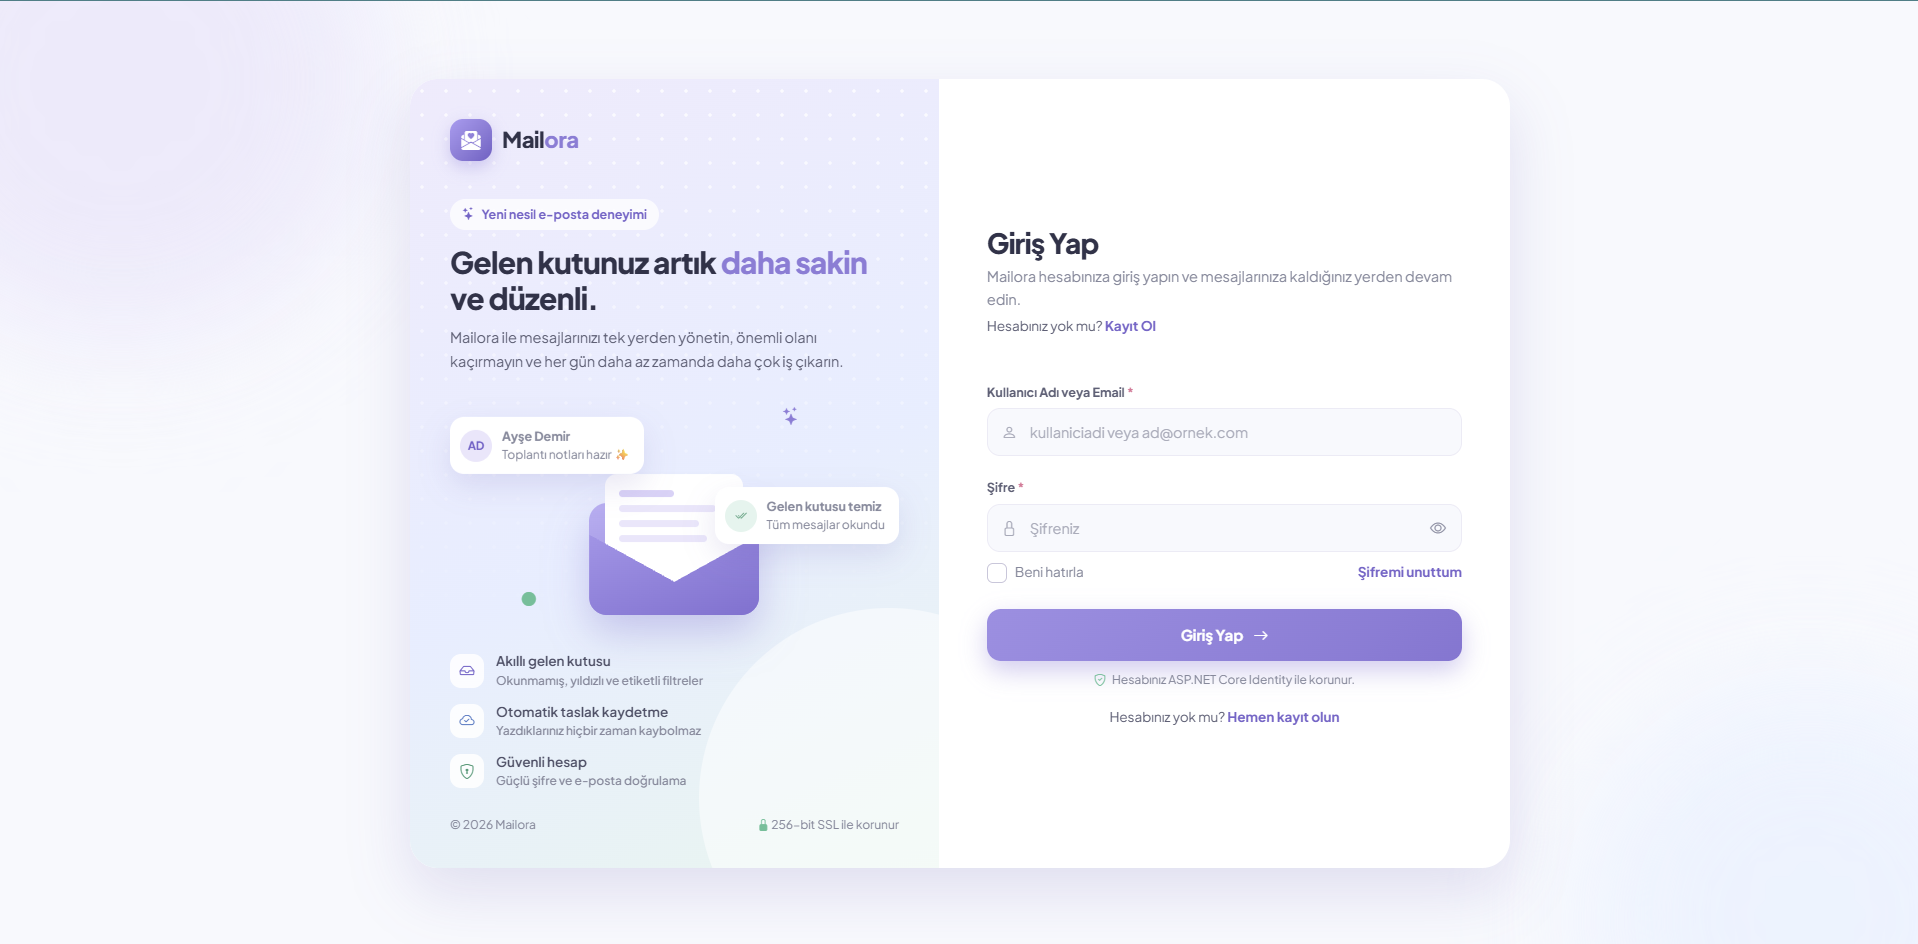 Mailora
Yeni nesil e-posta deneyimi
Gelen kutunuz artık daha sakin
ve düzenli.
Mailora ile mesajlarınızı tek yerden yönetin, önemli olanı
kaçırmayın ve her gün daha az zamanda daha çok iş çıkarın.
AD
Ayşe Demir
Toplantı notları hazır ✨
Gelen kutusu temiz
Tüm mesajlar okundu
Akıllı gelen kutusu
Okunmamış, yıldızlı ve etiketli filtreler
Otomatik taslak kaydetme
Yazdıklarınız hiçbir zaman kaybolmaz
Güvenli hesap
Güçlü şifre ve e-posta doğrulama
© 2026 Mailora
256-bit SSL ile korunur
Giriş Yap
Mailora hesabınıza giriş yapın ve mesajlarınıza kaldığınız yerden devam
edin.
Hesabınız yok mu? Kayıt Ol
Kullanıcı Adı veya Email *
kullaniciadi veya ad@ornek.com
Şifre *
Şifreniz
Beni hatırla
Şifremi unuttum
Giriş Yap →
Hesabınız ASP.NET Core Identity ile korunur.
Hesabınız yok mu? Hemen kayıt olun